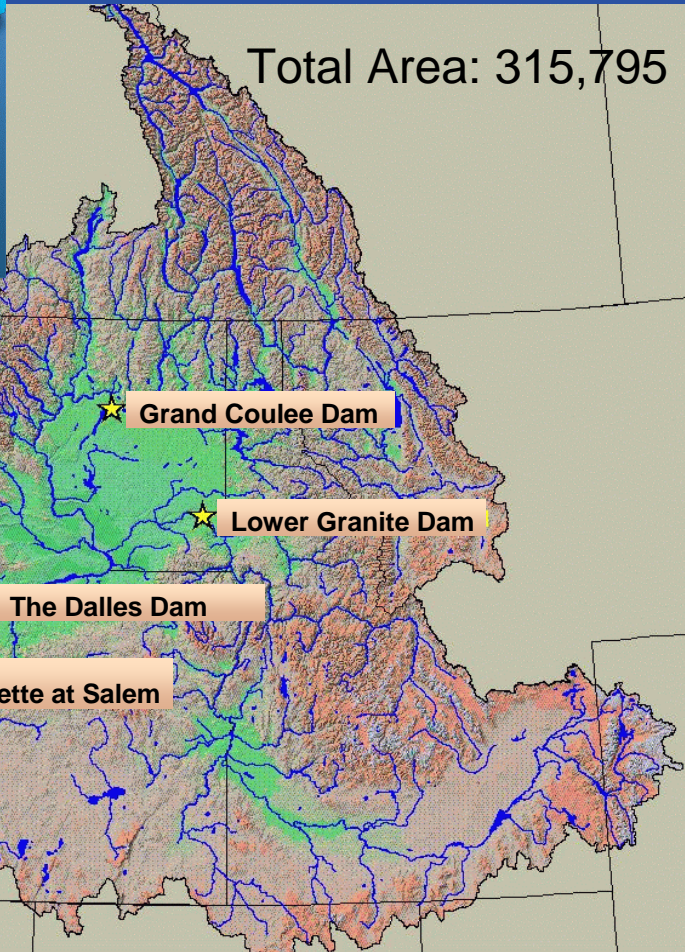 Total Area: 315,795
Grand Coulee Dam
Lower Granite Dam
The Dalles Dam
ette at Salem